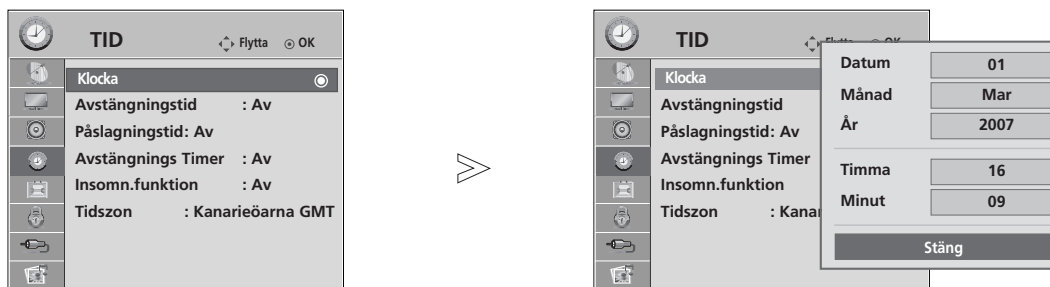 TID
Flytta OK
Klocka
Avstängningstid : Av
Påslagningstid: Av
Avstängnings Timer : Av
Insomn.funktion : Av
Tidszon : Kanarieöarna GMT
TID
Klocka
Avstängningstid
Påslagningstid: Av
Avstängnings Timer
Insomn.funktion
Tidszon
Datum 01
Månad Mar
År 2007
Timma 16
Minut 09
Stäng